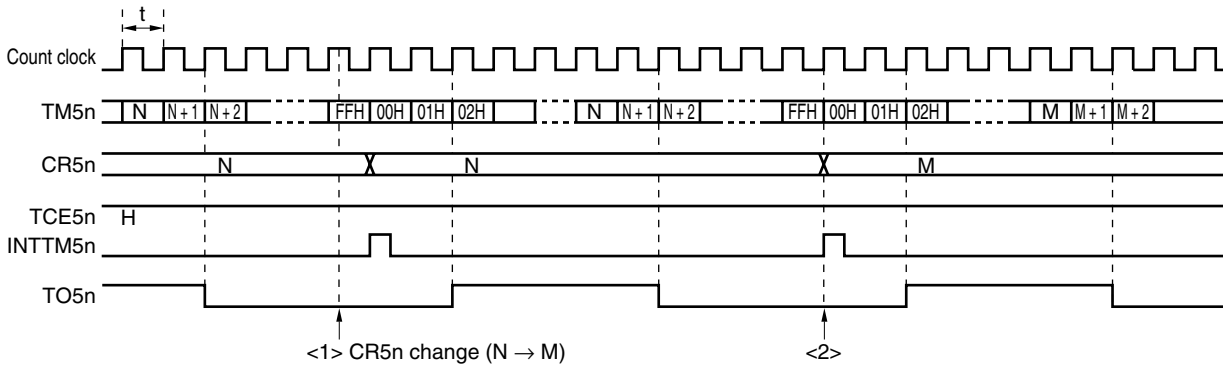 t
Count clock
TM5n N N + 1 N + 2 FFH 00H 01H 02H N N + 1 N + 2 FFH 00H 01H 02H M M + 1 M + 2
CR5n N N M
TCE5n H
INTTM5n
TO5n
<1> CR5n change (N → M) <2>